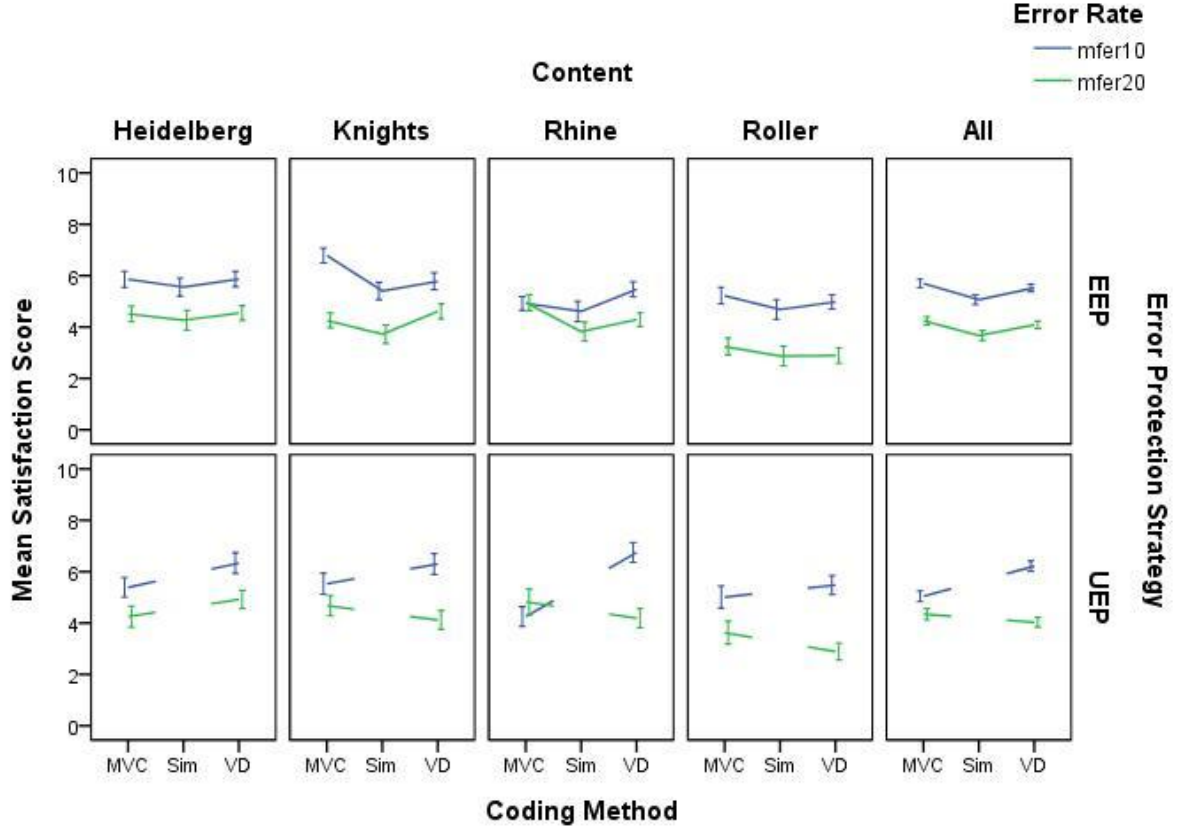 Error Rate
mfer10
mfer20
Content
Heidelberg Knights Rhine Roller All
Mean Satisfaction Score
10
8
6
4
2
0
EEP
10
8
6
4
2
0
UEP
Error Protection Strategy
MVC Sim VD MVC Sim VD MVC Sim VD MVC Sim VD MVC Sim VD
Coding Method